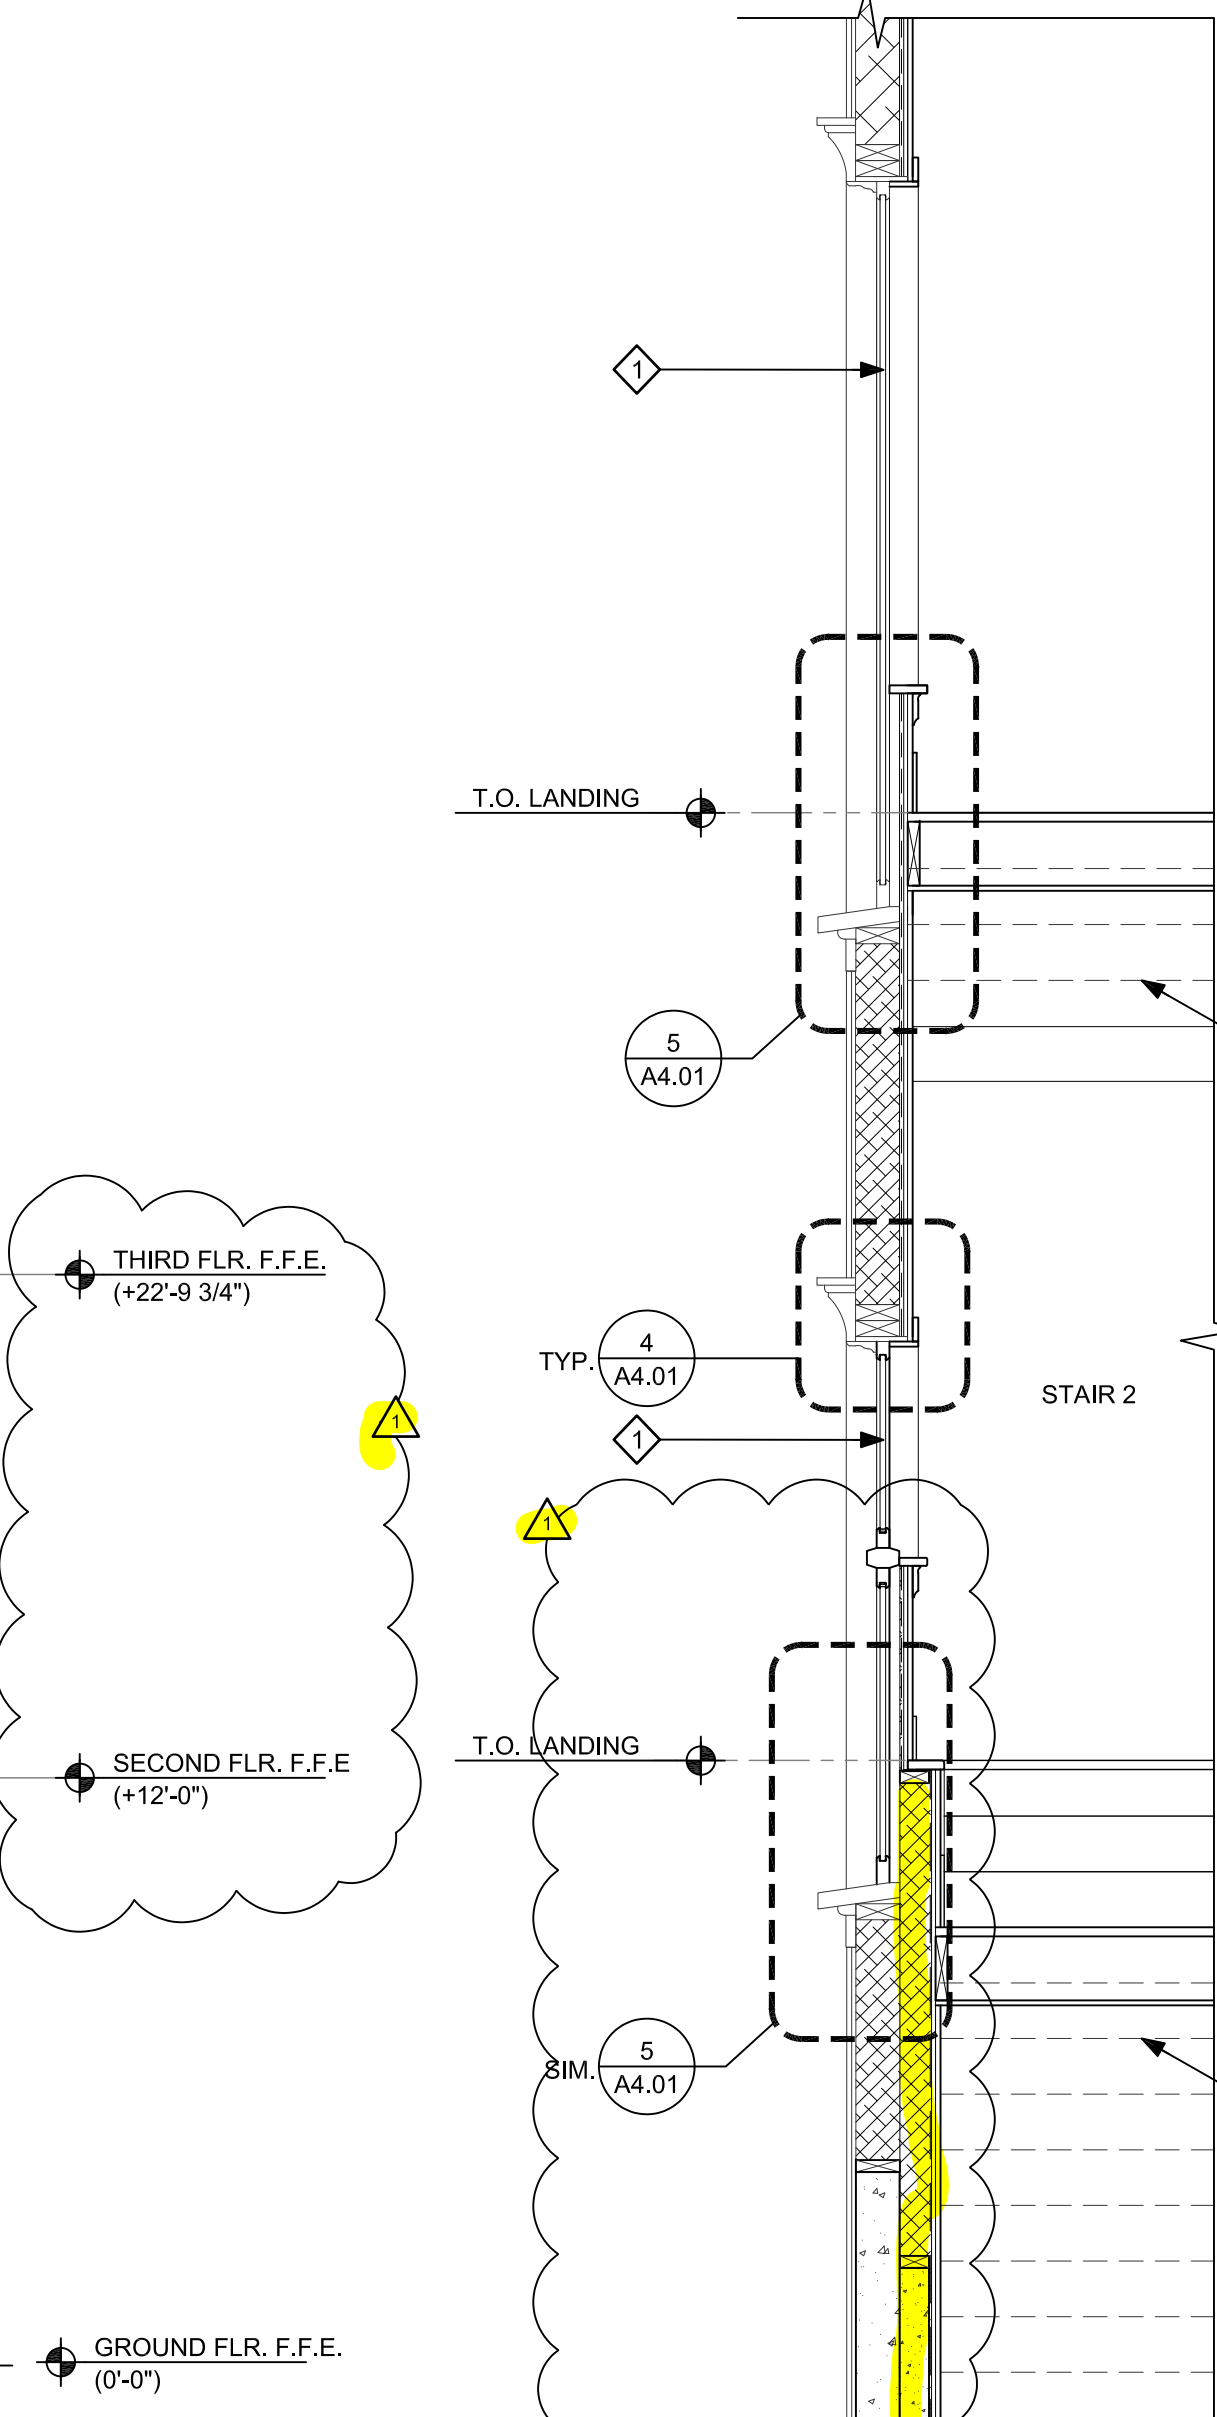 1
T.O. LANDING
5
A4.01
THIRD FLR. F.F.E.
(+22'-9 3/4")
4
TYP.
A4.01
STAIR 2
1
1
1
T.O. LANDING
SECOND FLR. F.F.E
(+12'-0")
5
SIM.
A4.01
GROUND FLR. F.F.E.
(0'-0")